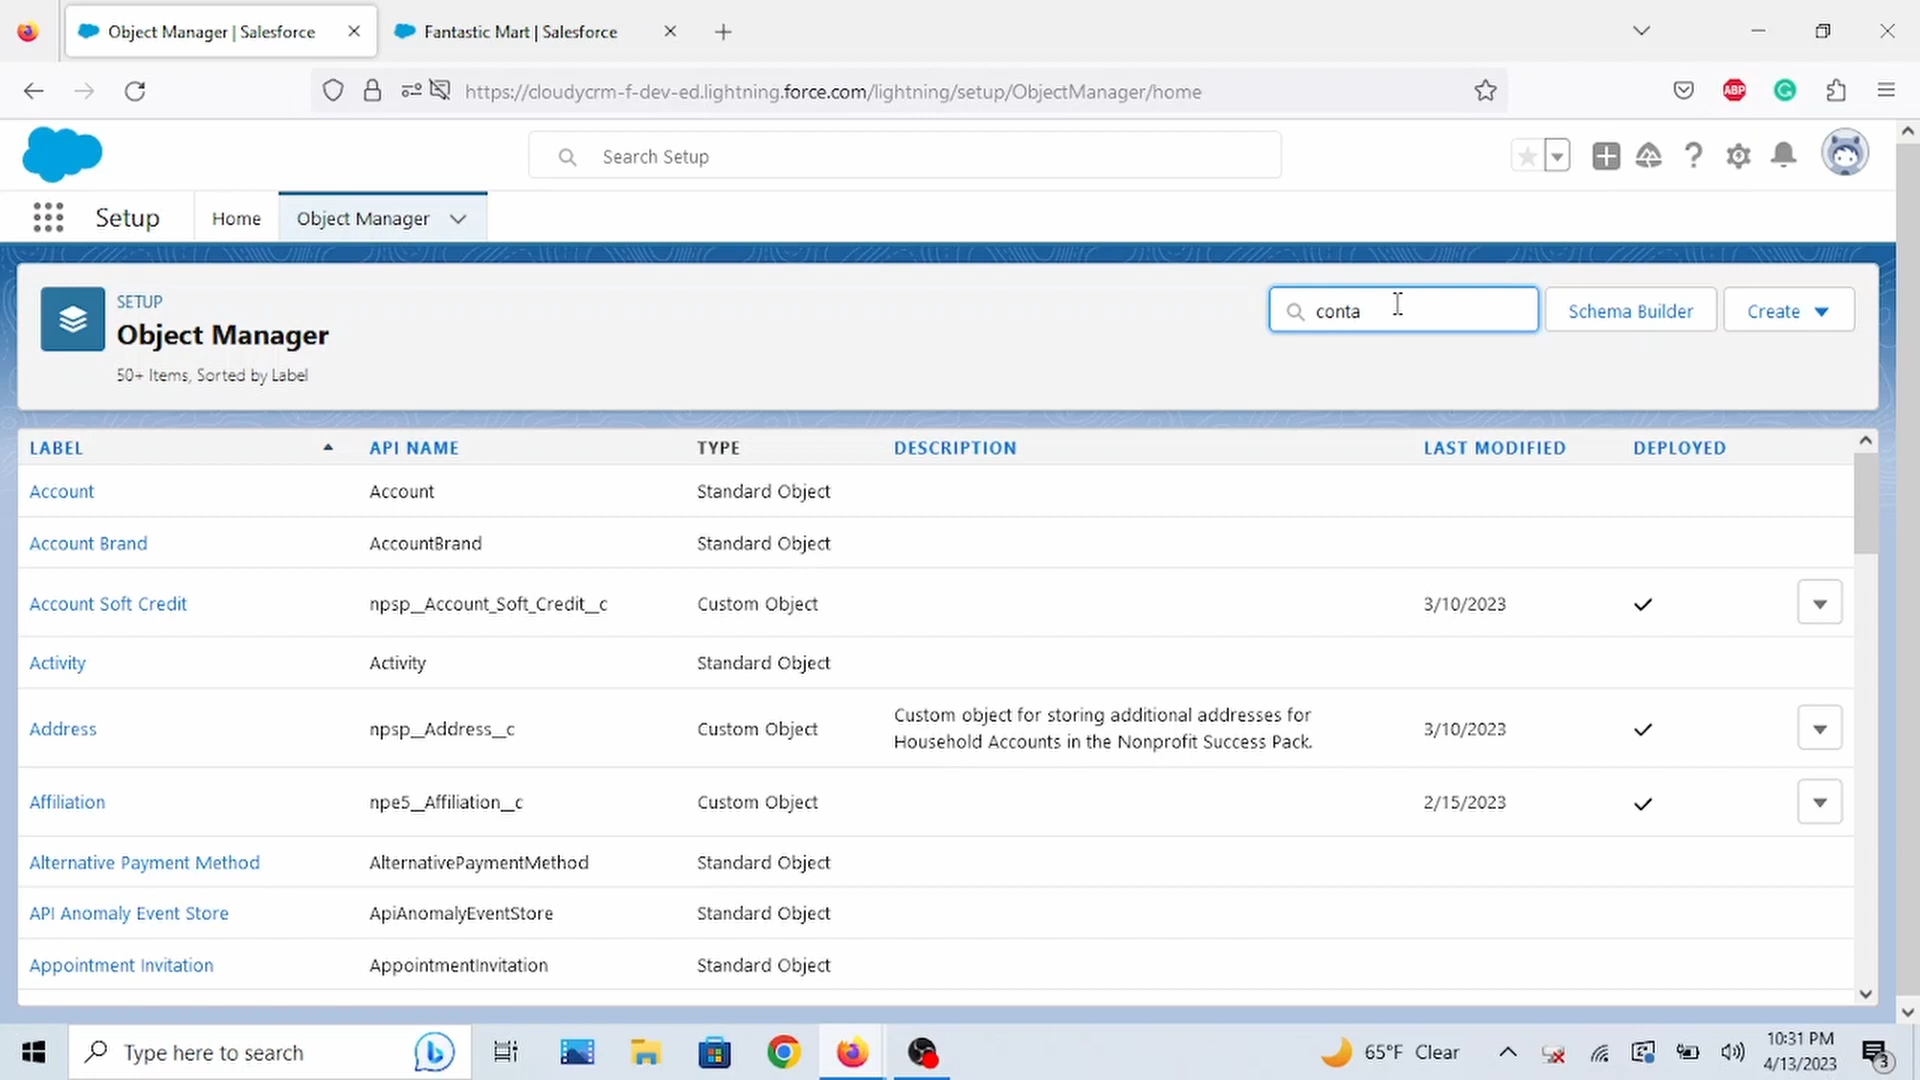 Object Manager | Salesforce
Fantastic Mart | Salesforce
https://cloudycrm-f-dev-ed.lightning.force.com/lightning/setup/ObjectManager/home
ABP
Search Setup
Setup
Home
Object Manager
SETUP
Object Manager
50+ Items, Sorted by Label
conta
Schema Builder
Create
LABEL API NAME TYPE DESCRIPTION LAST MODIFIED DEPLOYED
Account Account Standard Object
Account Brand AccountBrand Standard Object
Account Soft Credit npsp__Account_Soft_Credit__c Custom Object 3/10/2023
Activity Activity Standard Object
Address npsp__Address__c Custom Object Custom object for storing additional addresses for 3/10/2023
Household Accounts in the Nonprofit Success Pack.
Affiliation npe5__Affiliation__c Custom Object 2/15/2023
Alternative Payment Method AlternativePaymentMethod Standard Object
API Anomaly Event Store ApiAnomalyEventStore Standard Object
Appointment Invitation AppointmentInvitation Standard Object
Type here to search
65°F Clear
10:31 PM
4/13/2023
3